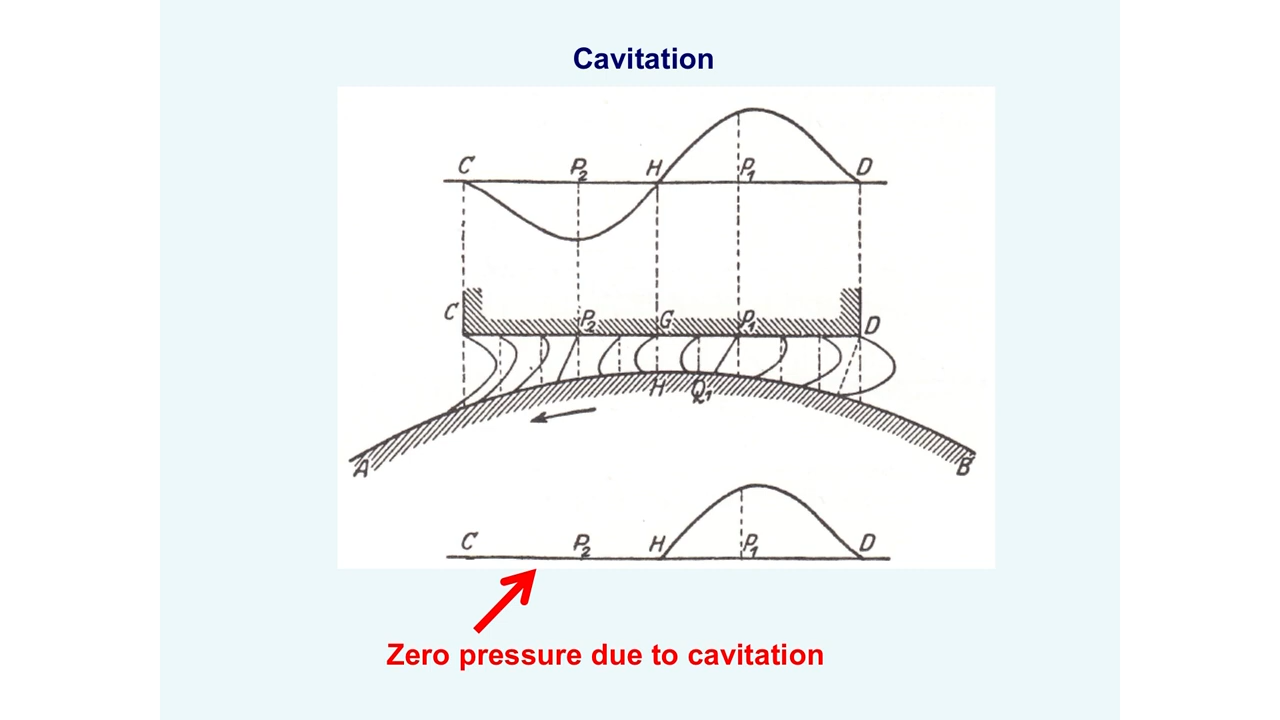 Cavitation
C P₂ H P₁ D
C P₂ G P₁ D
H Q₁
A B
C P₂ H P₁ D
Zero pressure due to cavitation